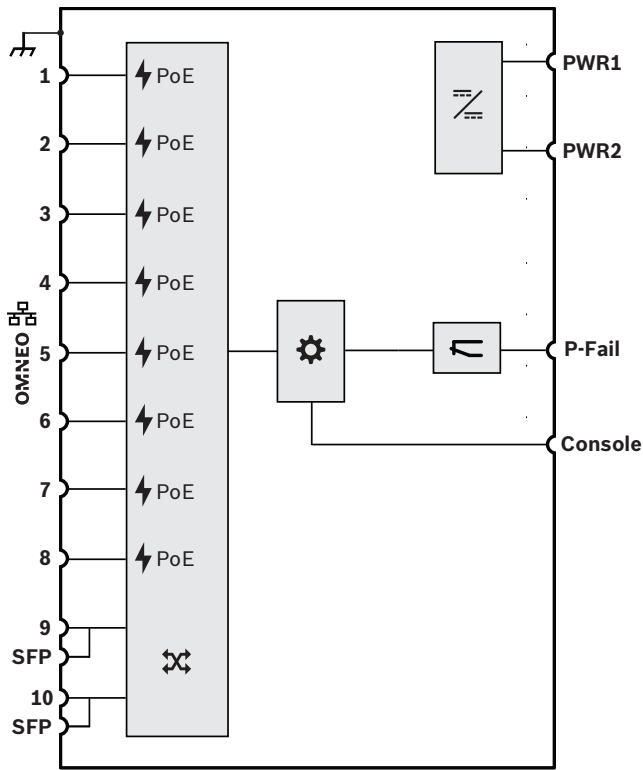 1 PoE
PWR1
2 PoE
PWR2
3 PoE
4 PoE
OMNEO
5 PoE
P-Fail
6 PoE
Console
7 PoE
8 PoE
9
SFP
10
SFP